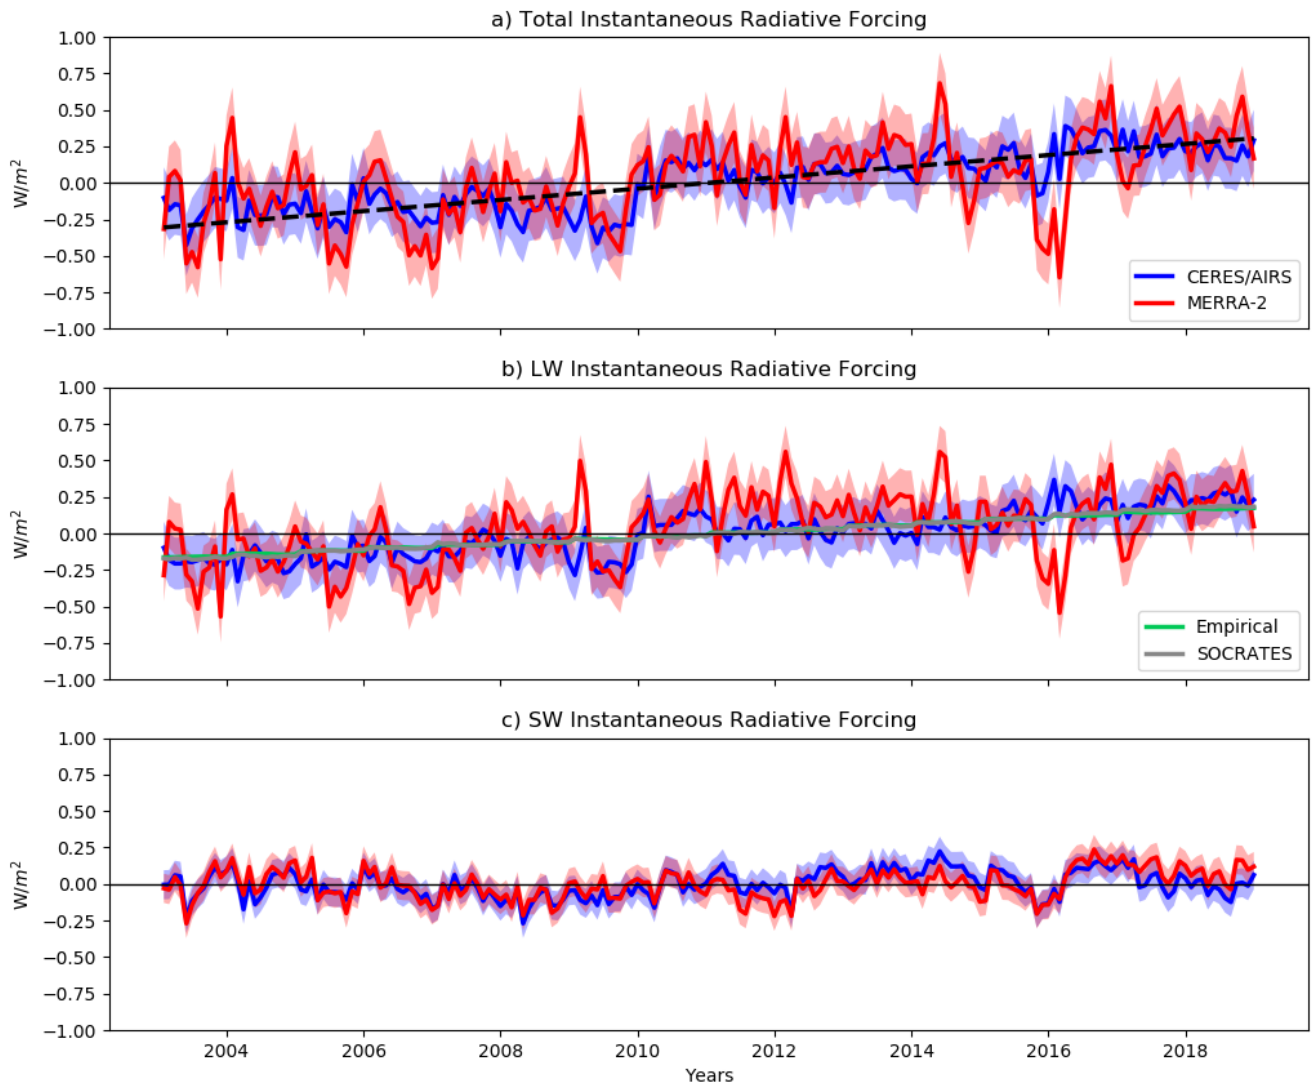 a) Total Instantaneous Radiative Forcing
1.00
0.75
0.50
0.25
0.00
−0.25
−0.50
−0.75
−1.00
W/m²
CERES/AIRS
MERRA-2
b) LW Instantaneous Radiative Forcing
1.00
0.75
0.50
0.25
0.00
−0.25
−0.50
−0.75
−1.00
W/m²
Empirical
SOCRATES
c) SW Instantaneous Radiative Forcing
1.00
0.75
0.50
0.25
0.00
−0.25
−0.50
−0.75
−1.00
W/m²
2004 2006 2008 2010 2012 2014 2016 2018
Years